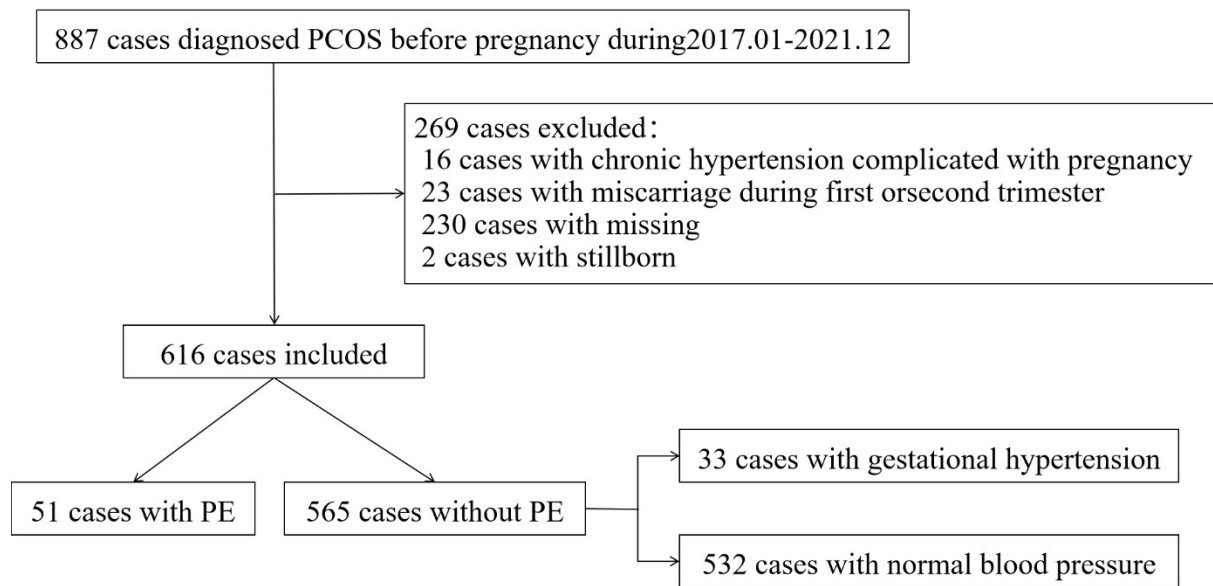 887 cases diagnosed PCOS before pregnancy during2017.01-2021.12
269 cases excluded：
16 cases with chronic hypertension complicated with pregnancy
23 cases with miscarriage during first orsecond trimester
230 cases with missing
2 cases with stillborn
616 cases included
33 cases with gestational hypertension
51 cases with PE
565 cases without PE
532 cases with normal blood pressure